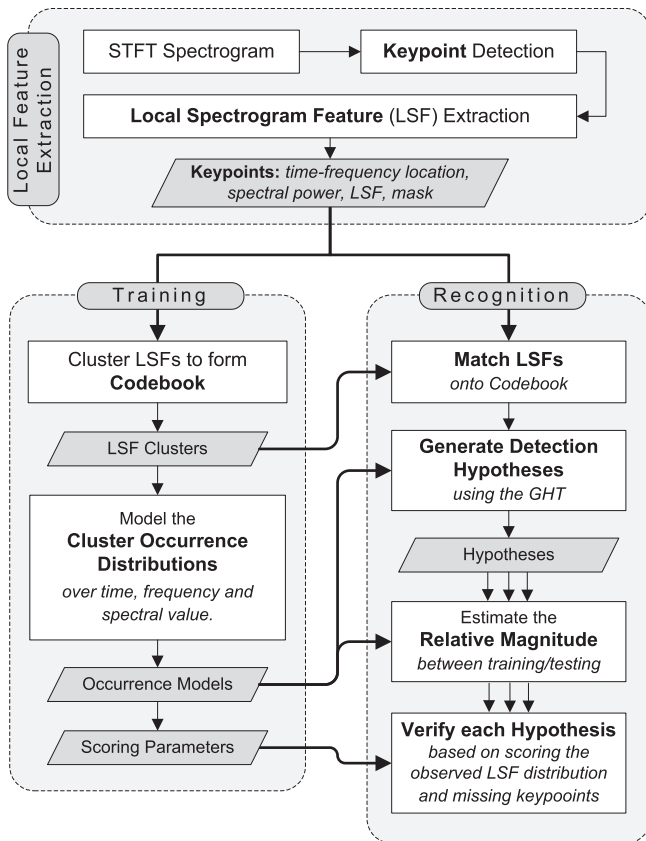 Local Feature
Extraction
STFT Spectrogram
Keypoint Detection
Local Spectrogram Feature (LSF) Extraction
Keypoints: time-frequency location,
spectral power, LSF, mask
Training
Cluster LSFs to form
Codebook
LSF Clusters
Model the
Cluster Occurrence
Distributions
over time, frequency and
spectral value.
Occurrence Models
Scoring Parameters
Recognition
Match LSFs
onto Codebook
Generate Detection
Hypotheses
using the GHT
Hypotheses
Estimate the
Relative Magnitude
between training/testing
Verify each Hypothesis
based on scoring the
observed LSF distribution
and missing keypooints